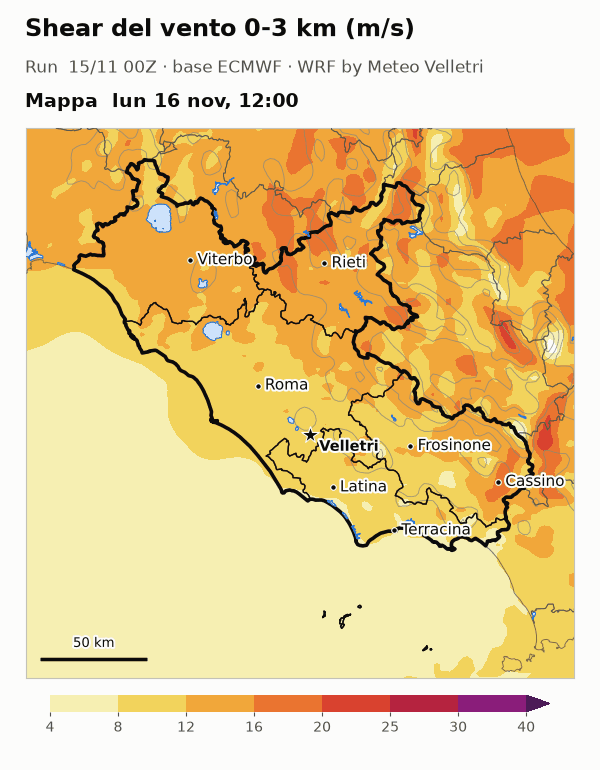 Shear del vento 0-3 km (m/s)
Run  15/11 00Z · base ECMWF · WRF by Meteo Velletri
Mappa  lun 16 nov, 12:00
Viterbo
Rieti
Roma
Velletri
Frosinone
Cassino
Latina
Terracina
50 km
4 8 12 16 20 25 30 40